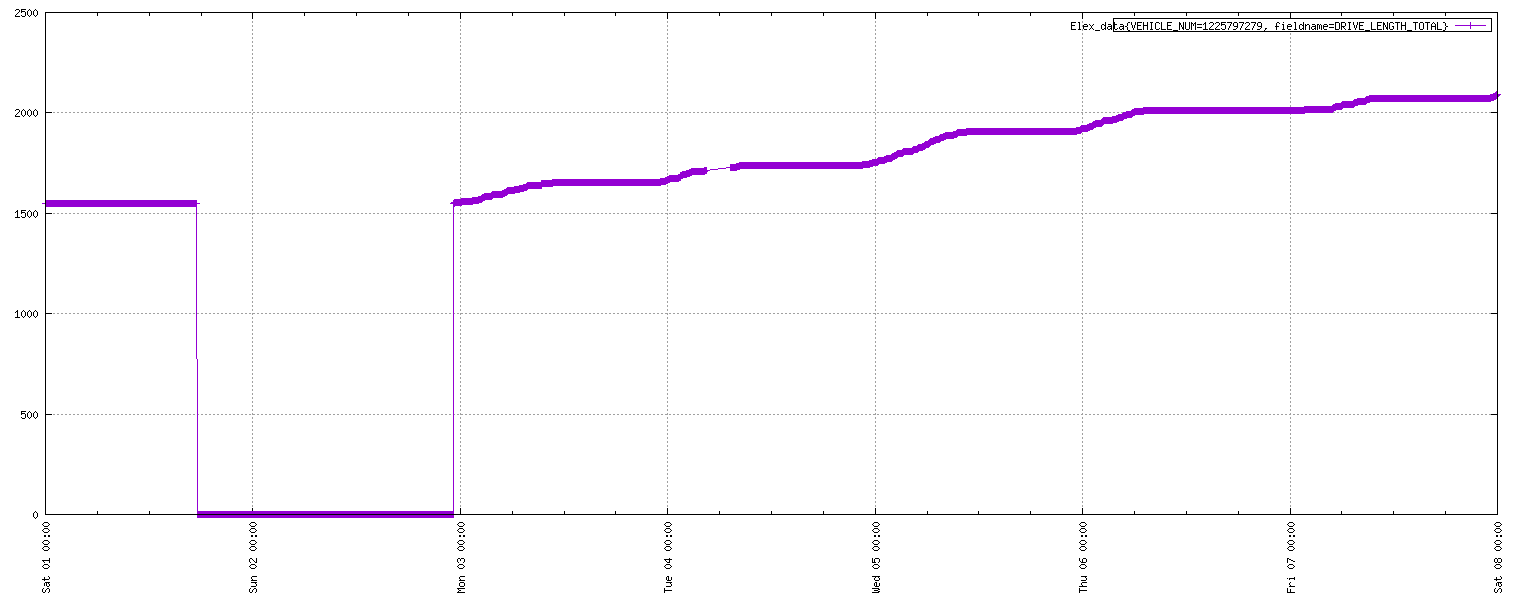 2500
Elex_data{VEHICLE_NUM=1225797279, fieldname=DRIVE_LENGTH_TOTAL}
2000
1500
1000
500
0
Sat 01 00:00
Sun 02 00:00
Mon 03 00:00
Tue 04 00:00
Wed 05 00:00
Thu 06 00:00
Fri 07 00:00
Sat 08 00:00